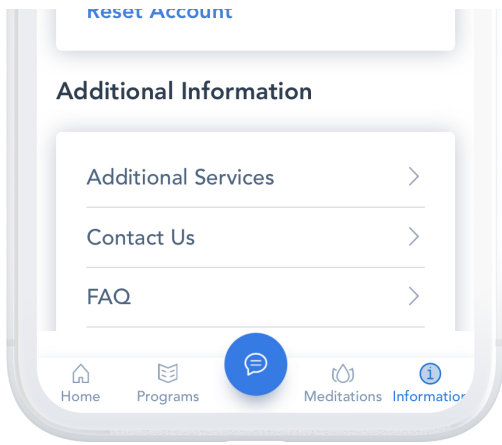 Reset Account
Additional Information
Additional Services
Contact Us
FAQ
Home Programs Meditations Information